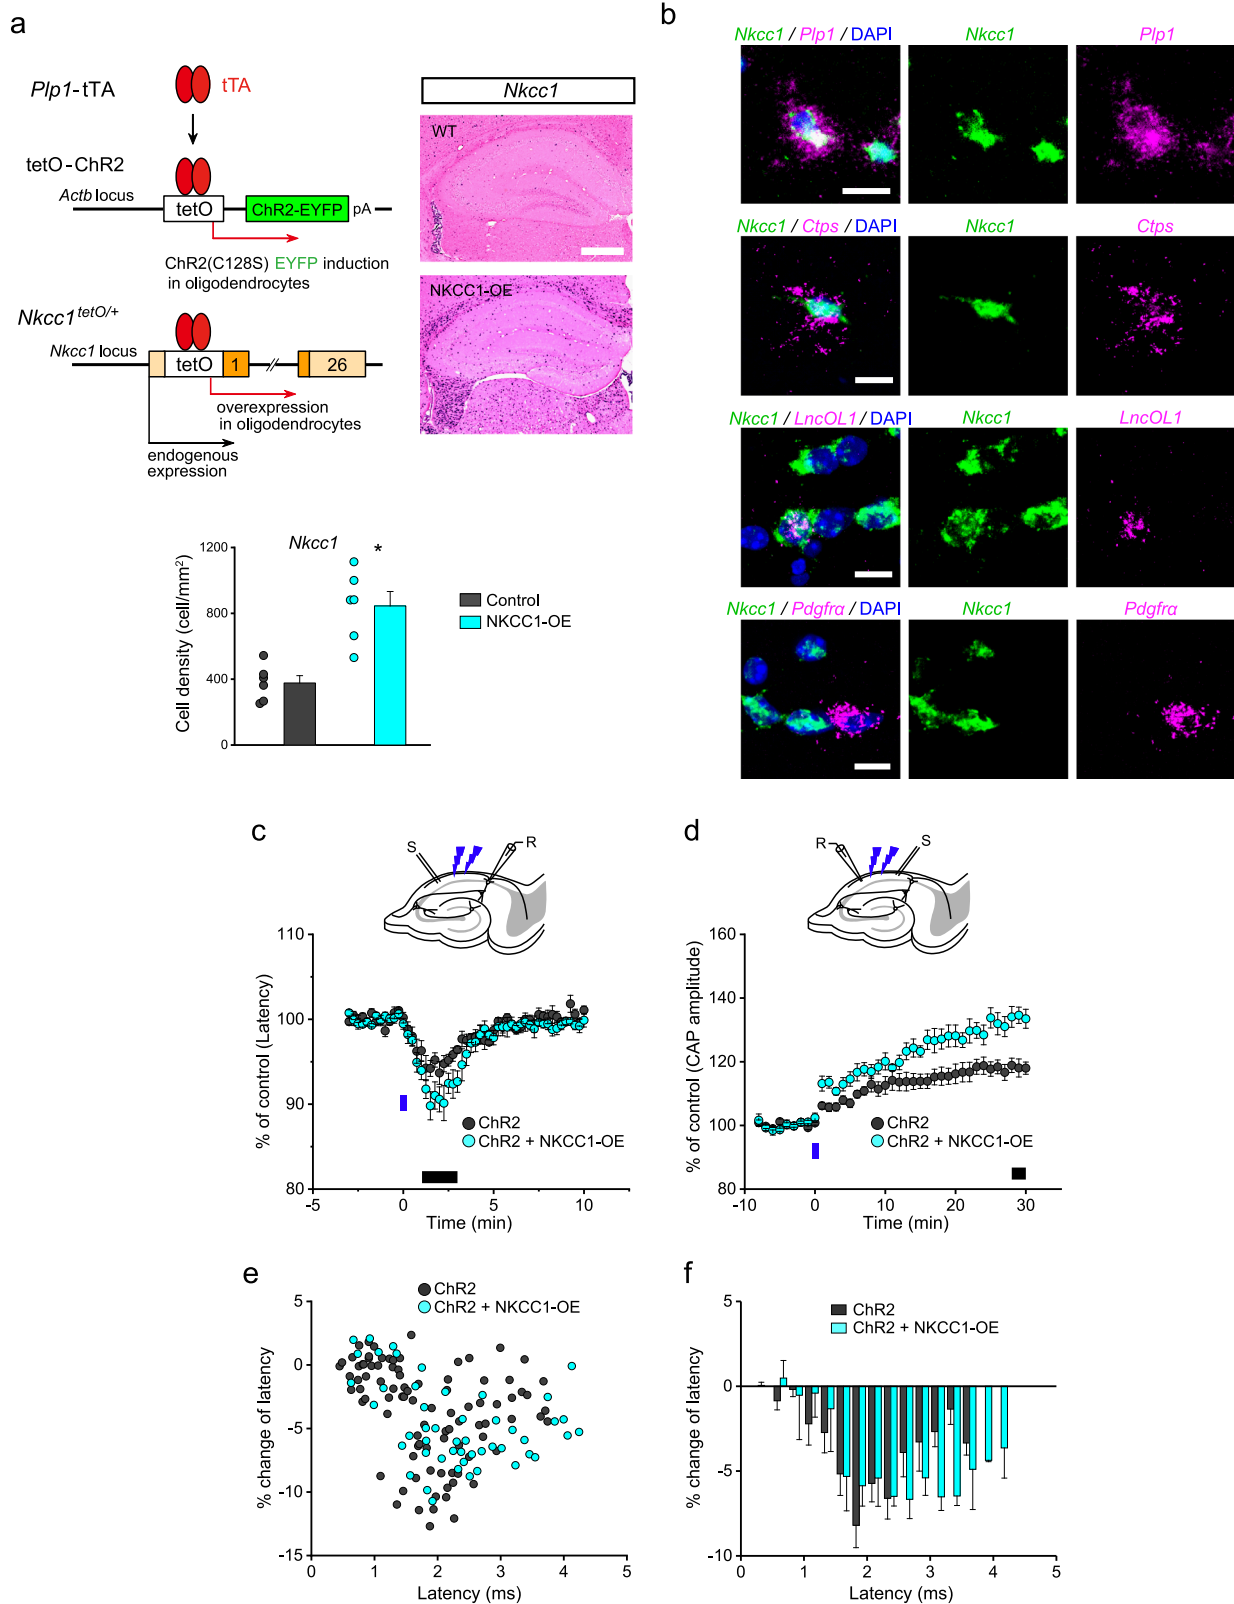 a
Plp1-tTA
tTA
tetO-ChR2
Actb locus
tetO
ChR2-EYFP
pA
ChR2(C128S) EYFP induction
in oligodendrocytes
Nkcc1 tetO/+
Nkcc1 locus
tetO
1
26
overexpression
in oligodendrocytes
endogenous
expression
Nkcc1
WT
NKCC1-OE
Nkcc1
*
Cell density (cell/mm2)
1200
800
400
0
Control
NKCC1-OE
b
Nkcc1 / Plp1 / DAPI
Nkcc1
Plp1
Nkcc1 / Ctps / DAPI
Nkcc1
Ctps
Nkcc1 / LncOL1 / DAPI
Nkcc1
LncOL1
Nkcc1 / Pdgfrα / DAPI
Nkcc1
Pdgfrα
c
S
R
% of control (Latency)
110
100
90
80
-5
0
5
10
Time (min)
ChR2
ChR2 + NKCC1-OE
d
R
S
% of control (CAP amplitude)
160
140
120
100
80
-10
0
10
20
30
Time (min)
ChR2
ChR2 + NKCC1-OE
e
ChR2
ChR2 + NKCC1-OE
% change of latency
5
0
-5
-10
-15
0
1
2
3
4
5
Latency (ms)
f
ChR2
ChR2 + NKCC1-OE
% change of latency
5
0
-5
-10
0
1
2
3
4
5
Latency (ms)